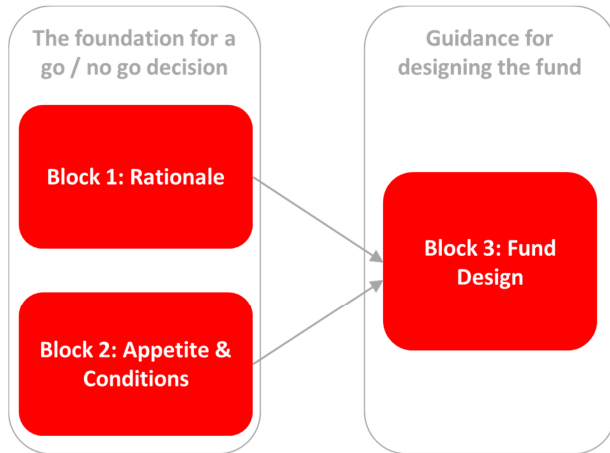 The foundation for a
go / no go decision
Block 1: Rationale
Block 2: Appetite &
Conditions
Guidance for
designing the fund
Block 3: Fund
Design